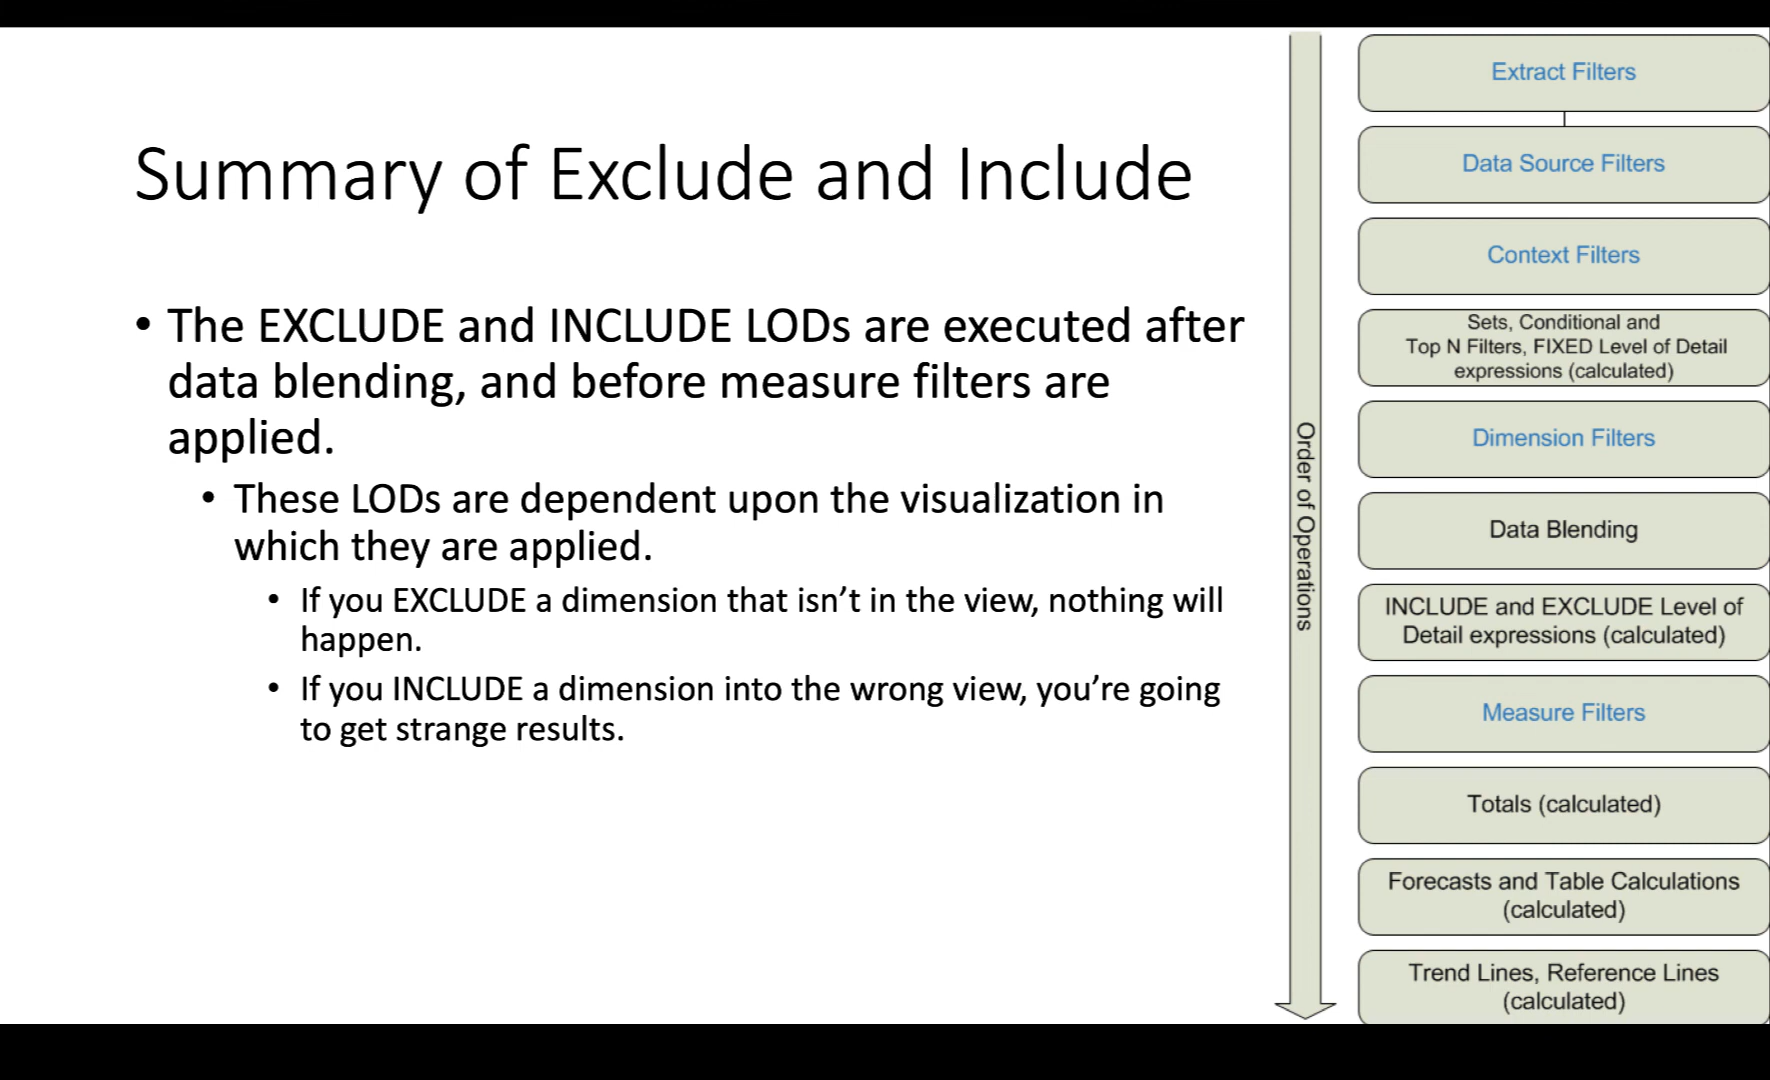 Summary of Exclude and Include
• The EXCLUDE and INCLUDE LODs are executed after
data blending, and before measure filters are
applied.
• These LODs are dependent upon the visualization in
which they are applied.
• If you EXCLUDE a dimension that isn’t in the view, nothing will
happen.
• If you INCLUDE a dimension into the wrong view, you’re going
to get strange results.
Order of Operations
Extract Filters
Data Source Filters
Context Filters
Sets, Conditional and
Top N Filters, FIXED Level of Detail
expressions (calculated)
Dimension Filters
Data Blending
INCLUDE and EXCLUDE Level of
Detail expressions (calculated)
Measure Filters
Totals (calculated)
Forecasts and Table Calculations
(calculated)
Trend Lines, Reference Lines
(calculated)